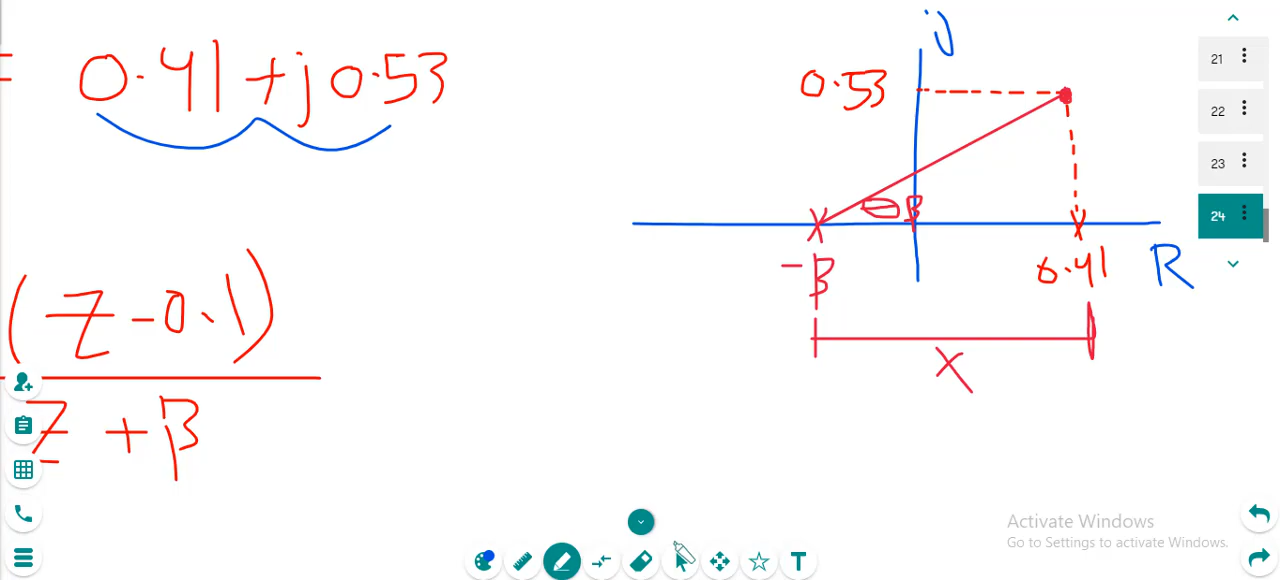 = 0.41 + j0.53
(z - 0.1)
z + β
j
0.53
θβ
-β
0.41
R
X
21
22
23
24
T
Activate Windows
Go to Settings to activate Windows.